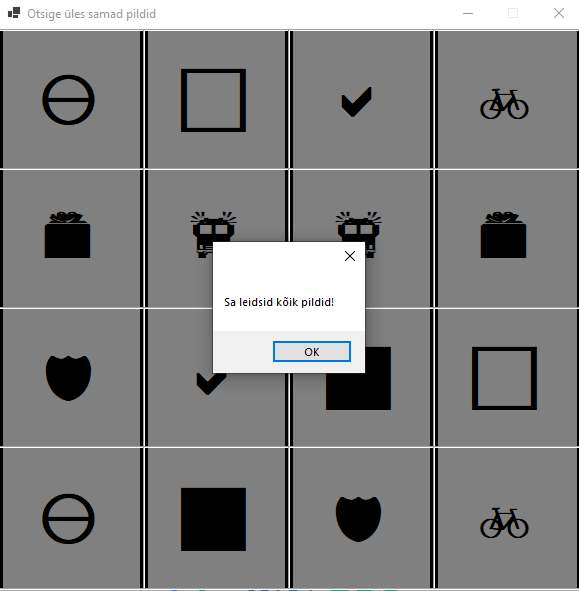 Otsige üles samad pildid
Sa leidsid kõik pildid!
OK